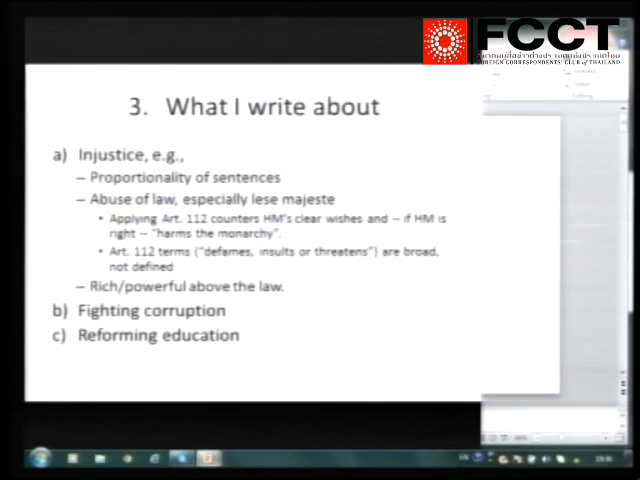 FCCT
FOREIGN CORRESPONDENTS' CLUB of THAILAND
3. What I write about
a) Injustice, e.g.,
– Proportionality of sentences
– Abuse of law, especially lese majeste
• Applying Art. 112 counters HM's clear wishes and -- if HM is
right -- "harms the monarchy".
• Art. 112 terms ("defames, insults or threatens") are broad,
not defined
– Rich/powerful above the law.
b) Fighting corruption
c) Reforming education
EN